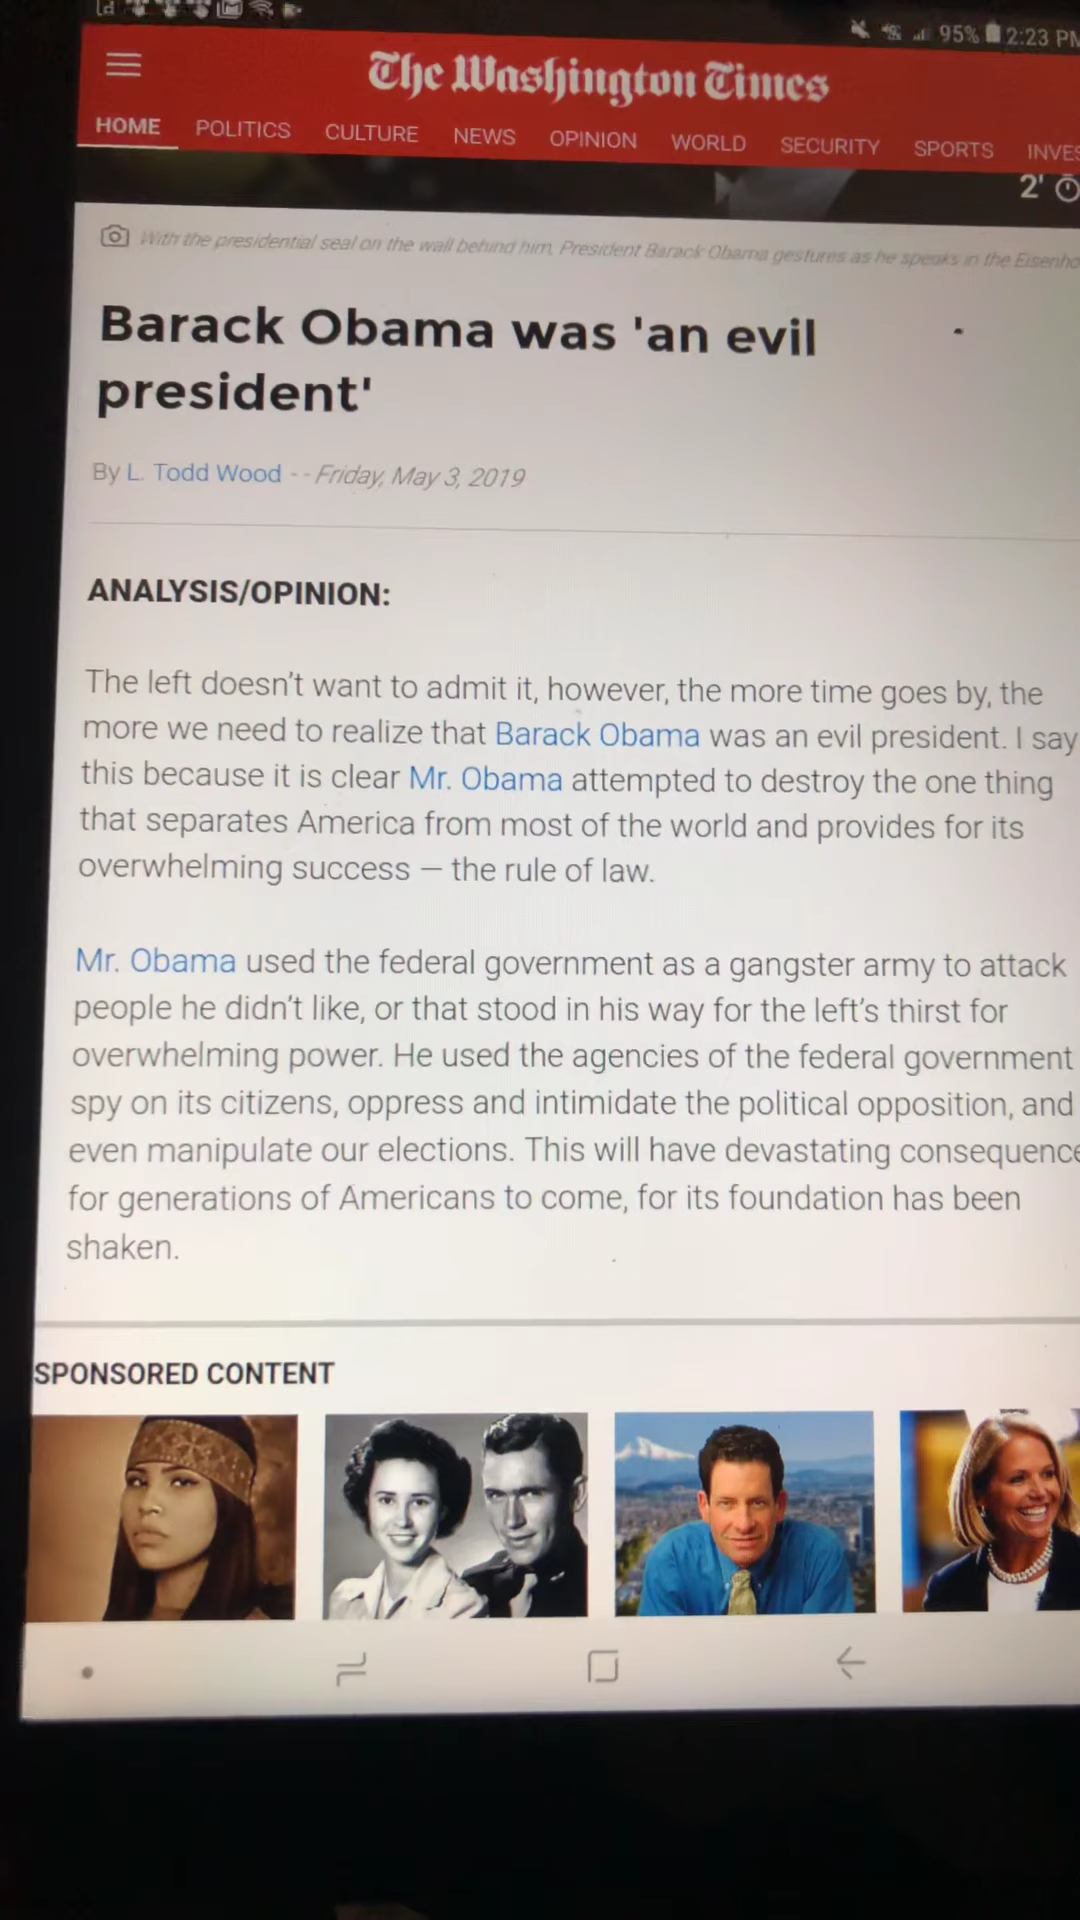 95% 2:23 PM
The Washington Times
HOME POLITICS CULTURE NEWS OPINION WORLD SECURITY SPORTS INVES
2'
With the presidential seal on the wall behind him, President Barack Obama gestures as he speaks in the Eisenho
Barack Obama was 'an evil
president'
By L. Todd Wood - - Friday, May 3, 2019
ANALYSIS/OPINION:
The left doesn't want to admit it, however, the more time goes by, the
more we need to realize that Barack Obama was an evil president. I say
this because it is clear Mr. Obama attempted to destroy the one thing
that separates America from most of the world and provides for its
overwhelming success — the rule of law.
Mr. Obama used the federal government as a gangster army to attack
people he didn't like, or that stood in his way for the left's thirst for
overwhelming power. He used the agencies of the federal government
spy on its citizens, oppress and intimidate the political opposition, and
even manipulate our elections. This will have devastating consequence
for generations of Americans to come, for its foundation has been
shaken.
SPONSORED CONTENT